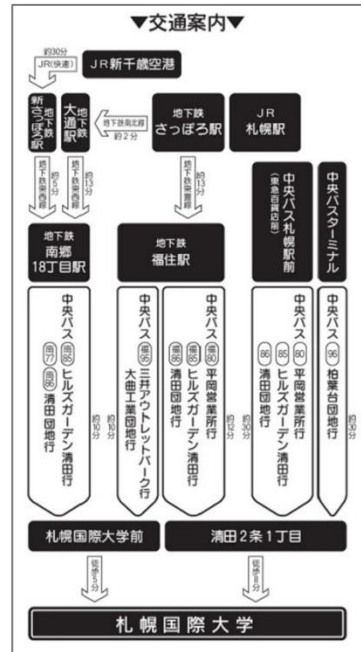 ▼交通案内▼
約30分
JR(快速)
JR新千歳空港
地下鉄
新さっぽろ駅
地下鉄
大通駅
地下鉄南北線
約2分
地下鉄
さっぽろ駅
JR
札幌駅
地下鉄東西線
約5分
地下鉄東西線
約13分
地下鉄東豊線
約13分
中央バス札幌駅前
(東急百貨店前)
中央バスターミナル
地下鉄
南郷
18丁目駅
地下鉄
福住駅
中央バス
南85 ヒルズガーデン清田行
南77 南86 清田団地行
約10分
中央バス
福95 三井アウトレットパーク行
大曲工業団地行
約10分
中央バス
福80 平岡営業所行
福85 ヒルズガーデン清田行
福86 清田団地行
約12分
中央バス
80 平岡営業所行
85 ヒルズガーデン清田行
86 清田団地行
約30分
中央バス
96 柏葉台団地行
約30分
札幌国際大学前
清田2条1丁目
徒歩5分
徒歩8分
札幌国際大学